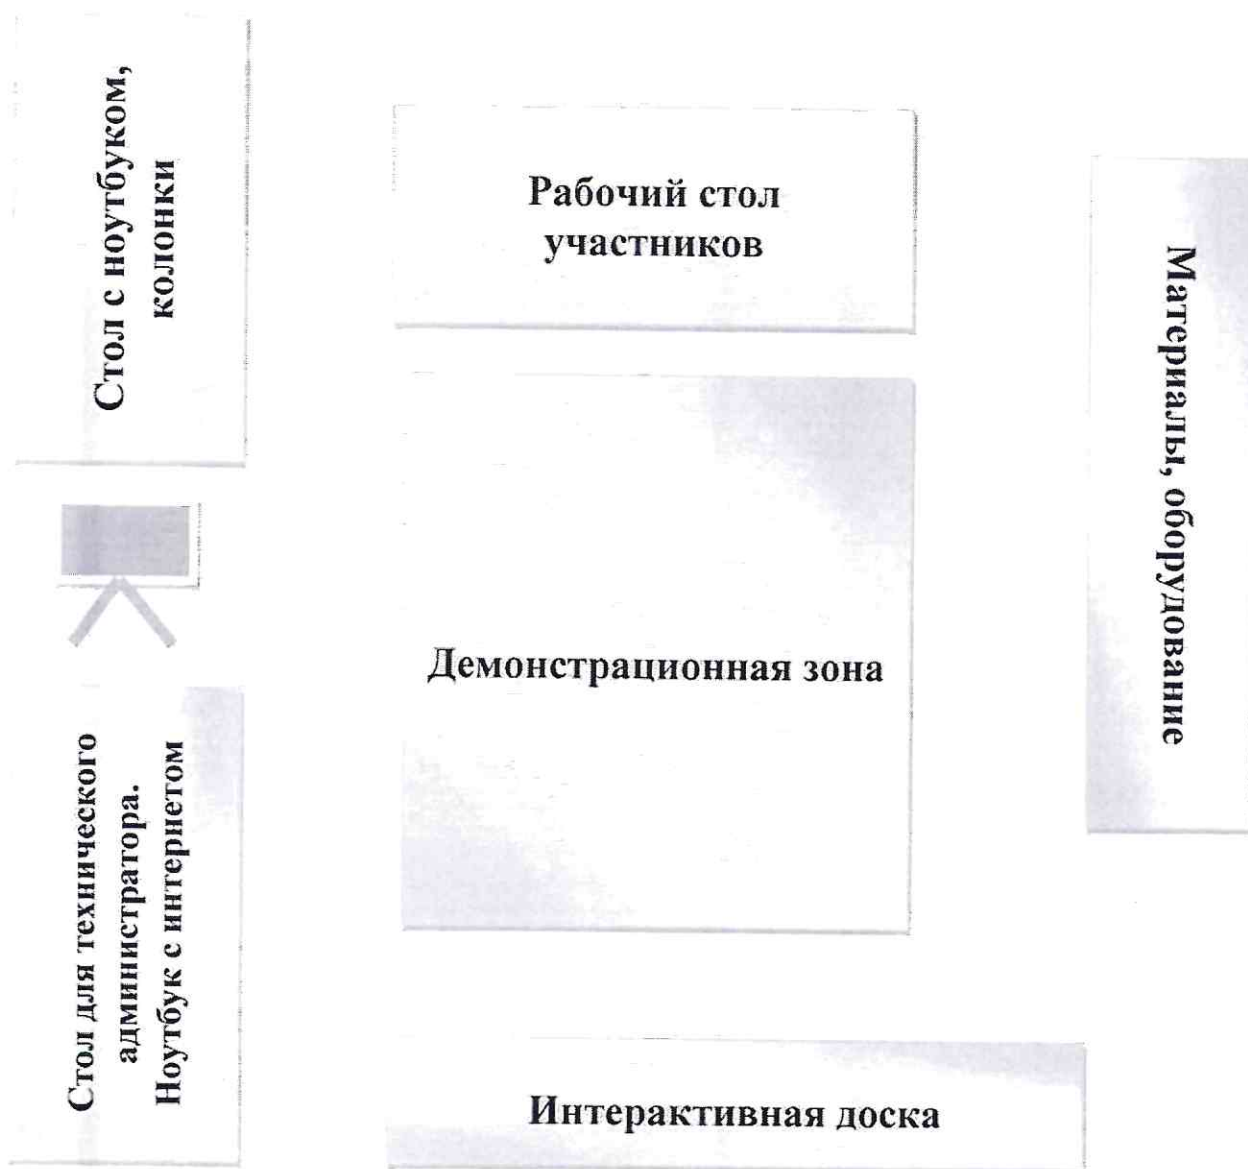 Стол с ноутбуком,
колонки
Рабочий стол
участников
Материалы, оборудование
Демонстрационная зона
Стол для технического
администратора.
Ноутбук с интернетом
Интерактивная доска